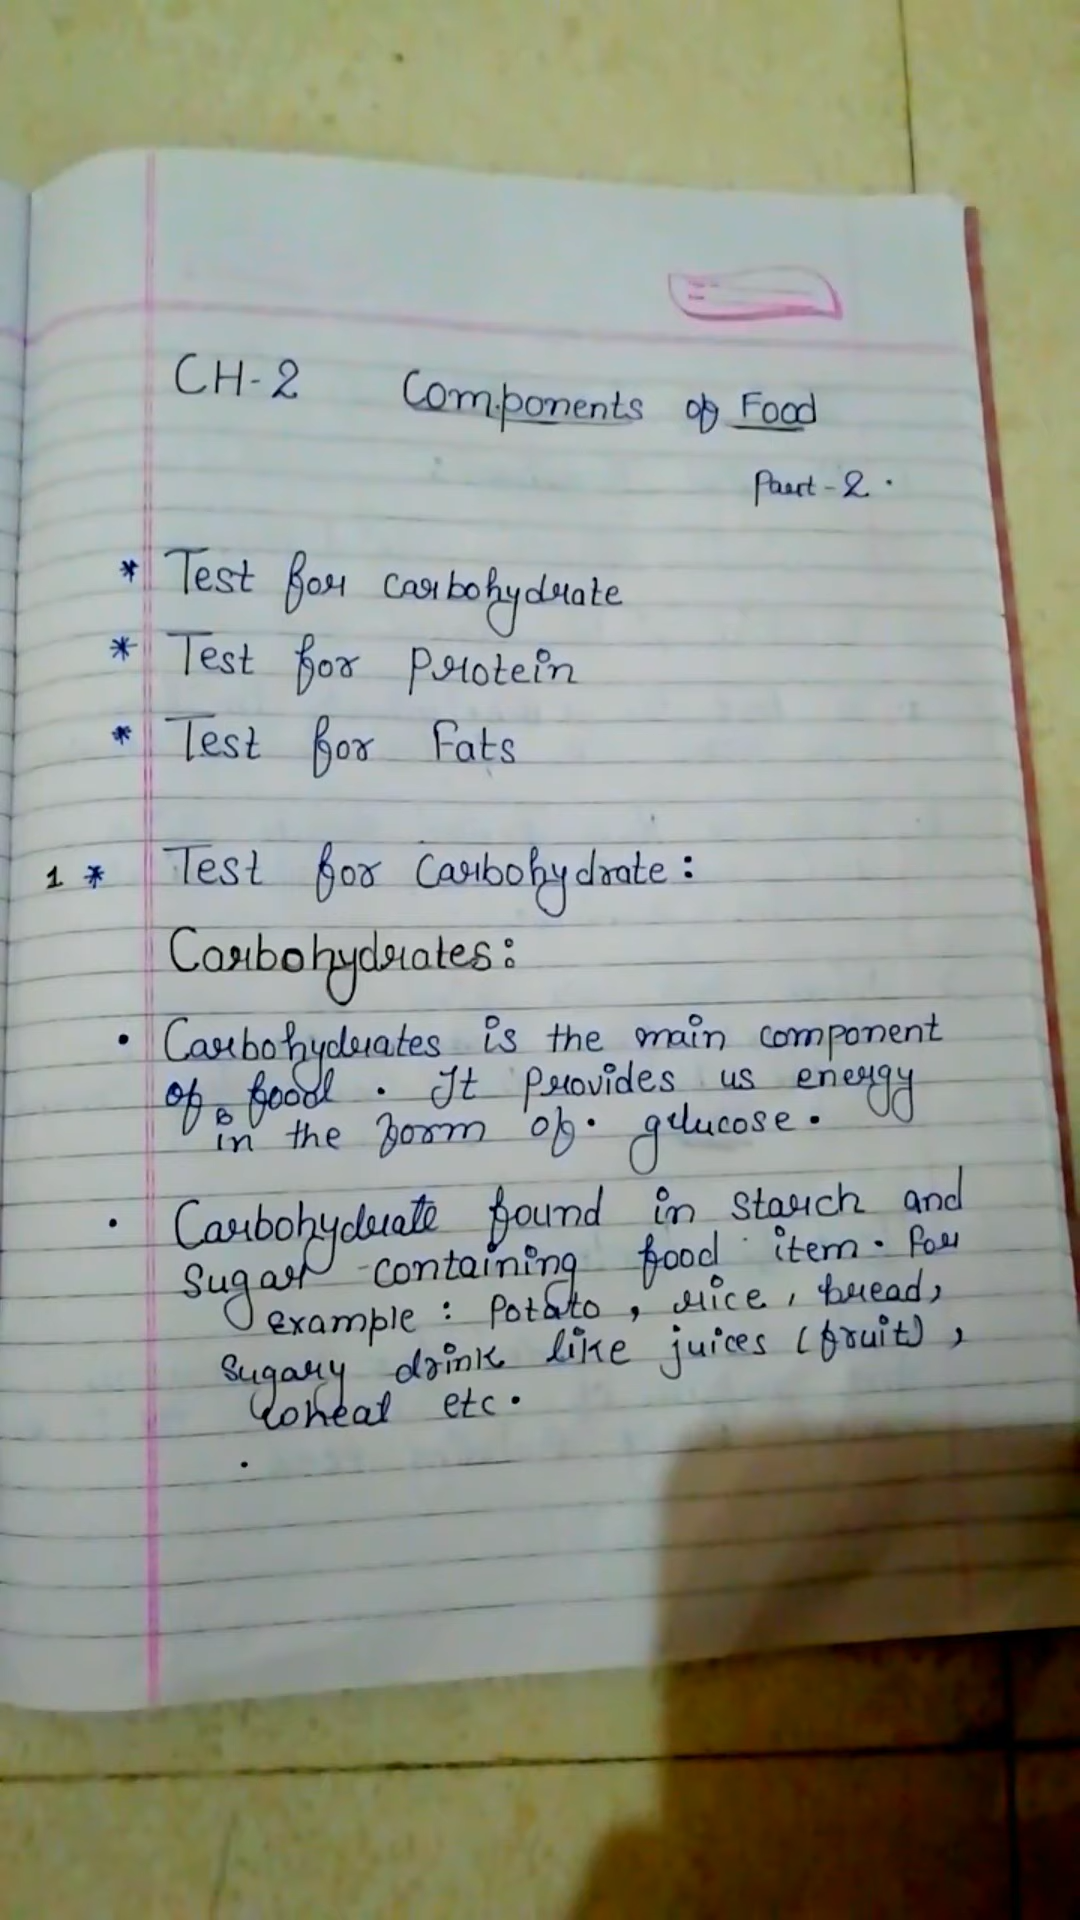 CH-2 Components of Food
Part-2.
* Test for carbohydrate
* Test for Protein
* Test for Fats
1 * Test for Carbohydrate:
Carbohydrates:
• Carbohydrates is the main component
of food. It Provides us energy
in the form of. glucose.
• Carbohydrate found in starch and
Sugar containing food item. For
example: Potato, rice, bread,
Sugary drink like juices (fruit),
wheat etc.